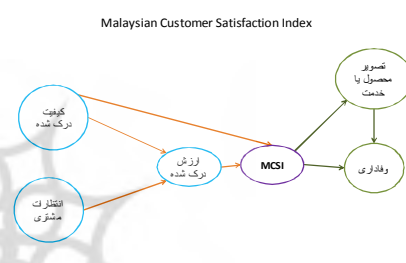 Malaysian Customer Satisfaction Index
تصویر
محصول یا
خدمت
کیفیت
درک شده
ارزش
درک شده
MCSI
وفاداری
انتظارات
مشتری